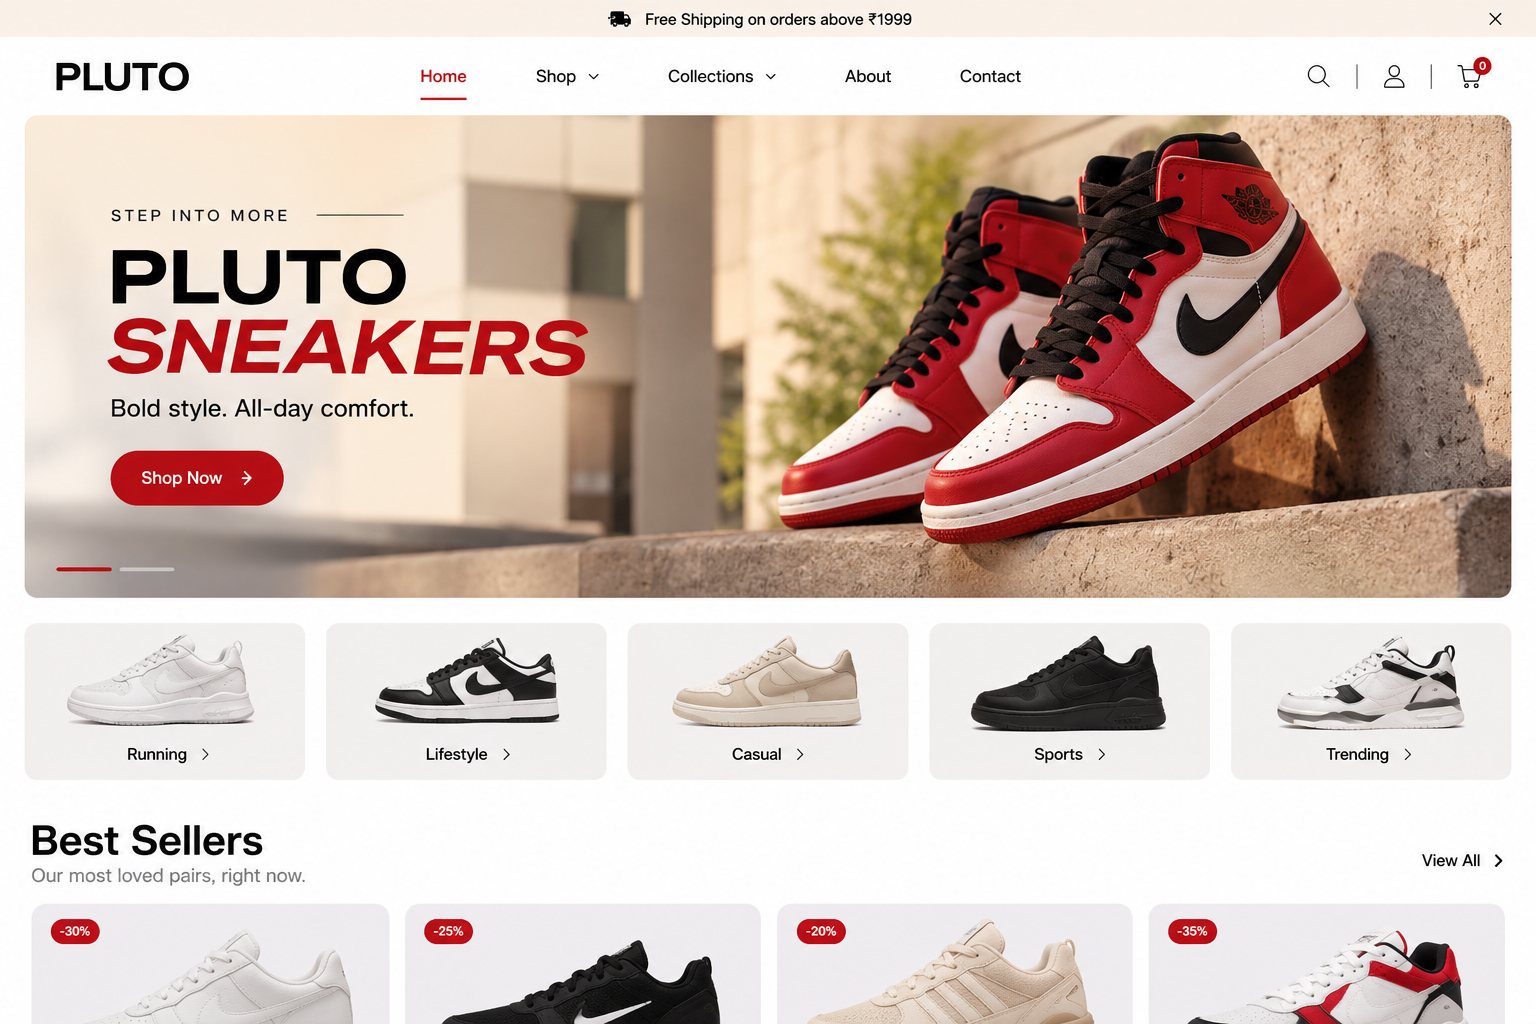 Free Shipping on orders above ₹1999
PLUTO
Home
Shop
Collections
About
Contact
0
STEP INTO MORE
PLUTO
SNEAKERS
Bold style. All-day comfort.
Shop Now
Running
Lifestyle
Casual
Sports
Trending
Best Sellers
Our most loved pairs, right now.
View All
-30%
-25%
-20%
-35%